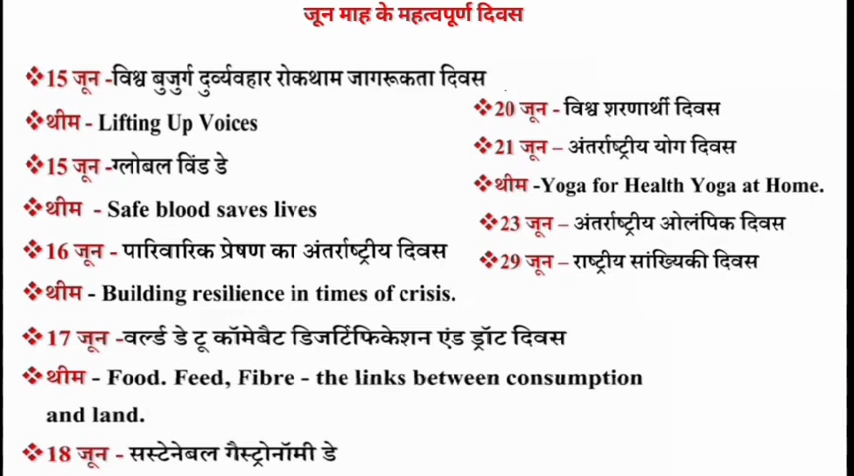 जून माह के महत्वपूर्ण दिवस
❖15 जून -विश्व बुजुर्ग दुर्व्यवहार रोकथाम जागरूकता दिवस
❖थीम - Lifting Up Voices
❖15 जून -ग्लोबल विंड डे
❖थीम - Safe blood saves lives
❖16 जून - पारिवारिक प्रेषण का अंतर्राष्ट्रीय दिवस
❖थीम - Building resilience in times of crisis.
❖17 जून -वर्ल्ड डे टू कॉमेबैट डिजर्टिफिकेशन एंड ड्रॉट दिवस
❖थीम - Food. Feed, Fibre - the links between consumption
and land.
❖18 जून - सस्टेनेबल गैस्ट्रोनॉमी डे
❖20 जून - विश्व शरणार्थी दिवस
❖21 जून – अंतर्राष्ट्रीय योग दिवस
❖थीम -Yoga for Health Yoga at Home.
❖23 जून – अंतर्राष्ट्रीय ओलंपिक दिवस
❖29 जून – राष्ट्रीय सांख्यिकी दिवस